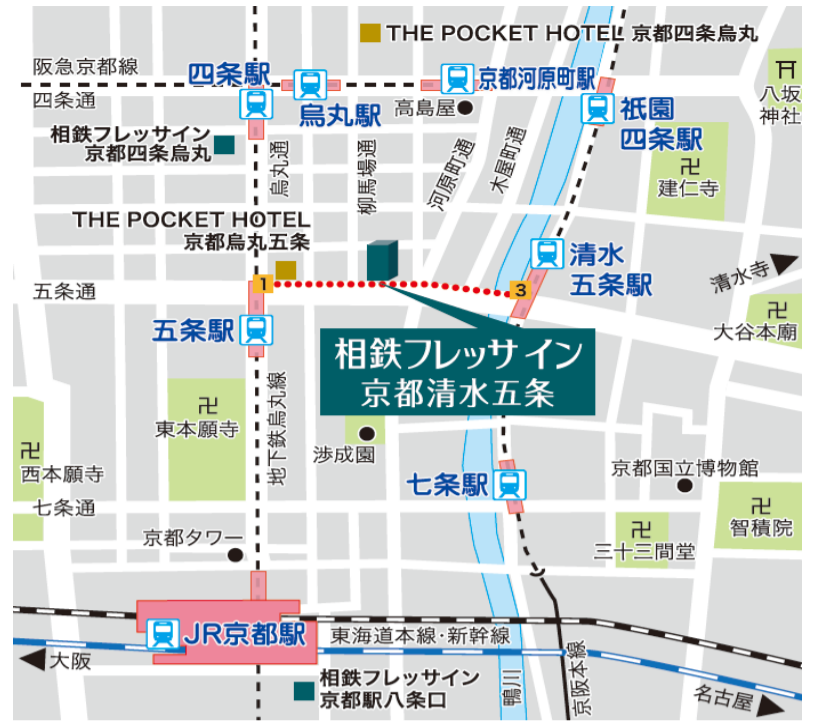 THE POCKET HOTEL 京都四条烏丸
阪急京都線
四条駅
京都河原町駅
四条通
烏丸駅
高島屋
祇園
四条駅
八坂
神社
相鉄フレッサイン
京都四条烏丸
烏丸通
柳馬場通
河原町通
木屋町通
建仁寺
THE POCKET HOTEL
京都烏丸五条
清水
五条駅
清水寺
五条通
1
3
五条駅
大谷本廟
相鉄フレッサイン
京都清水五条
東本願寺
地下鉄烏丸線
渉成園
西本願寺
七条駅
京都国立博物館
七条通
智積院
京都タワー
三十三間堂
JR京都駅
東海道本線・新幹線
大阪
相鉄フレッサイン
京都駅八条口
鴨川
京阪本線
名古屋